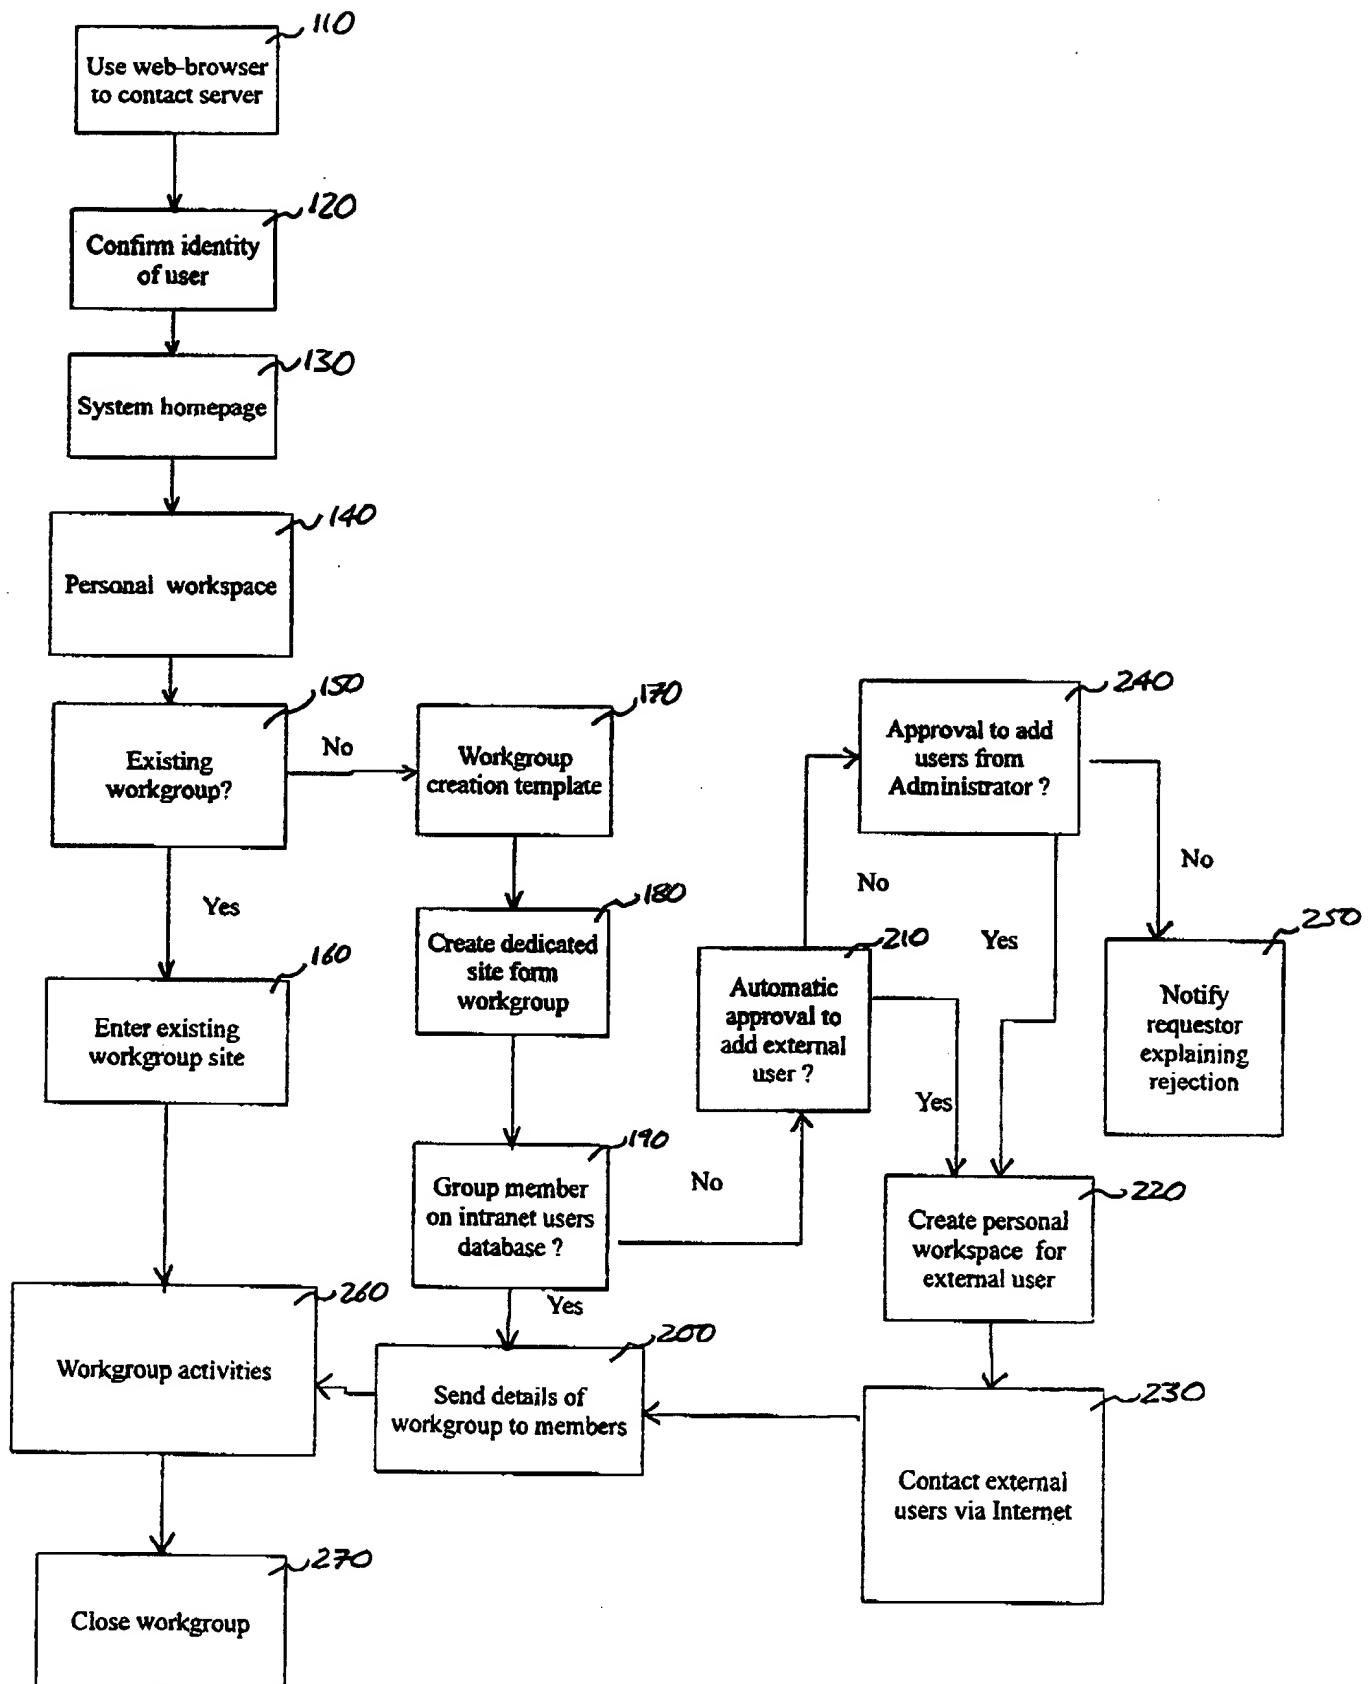 110
Use web-browser
to contact server
120
Confirm identity
of user
130
System homepage
140
Personal workspace
150
Existing
workgroup?
No
Yes
160
Enter existing
workgroup site
170
Workgroup
creation template
180
Create dedicated
site form
workgroup
190
Group member
on intranet users
database ?
No
Yes
200
Send details of
workgroup to members
210
Automatic
approval to
add external
user ?
No
Yes
240
Approval to add
users from
Administrator ?
Yes
No
250
Notify
requestor
explaining
rejection
220
Create personal
workspace for
external user
230
Contact external
users via Internet
260
Workgroup activities
270
Close workgroup